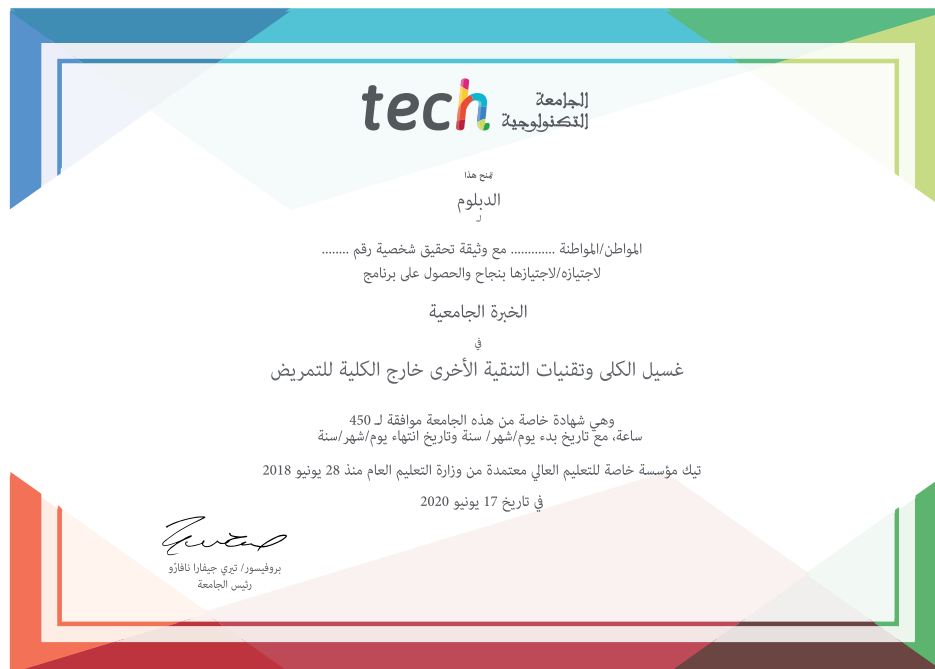 tech الجامعة
التكنولوجية
تمنح هذا
الدبلوم
لـ
المواطن/المواطنة ............ مع وثيقة تحقيق شخصية رقم ........
لاجتيازه/لاجتيازها بنجاح والحصول على برنامج
الخبرة الجامعية
في
غسيل الكلى وتقنيات التنقية الأخرى خارج الكلية للتمريض
وهي شهادة خاصة من هذه الجامعة موافقة لـ 450
ساعة، مع تاريخ بدء يوم/شهر/ سنة وتاريخ انتهاء يوم/شهر/سنة
تيك مؤسسة خاصة للتعليم العالي معتمدة من وزارة التعليم العام منذ 28 يونيو 2018
في تاريخ 17 يونيو 2020
بروفيسور/ تيري جيفارا نافارّو
رئيس الجامعة